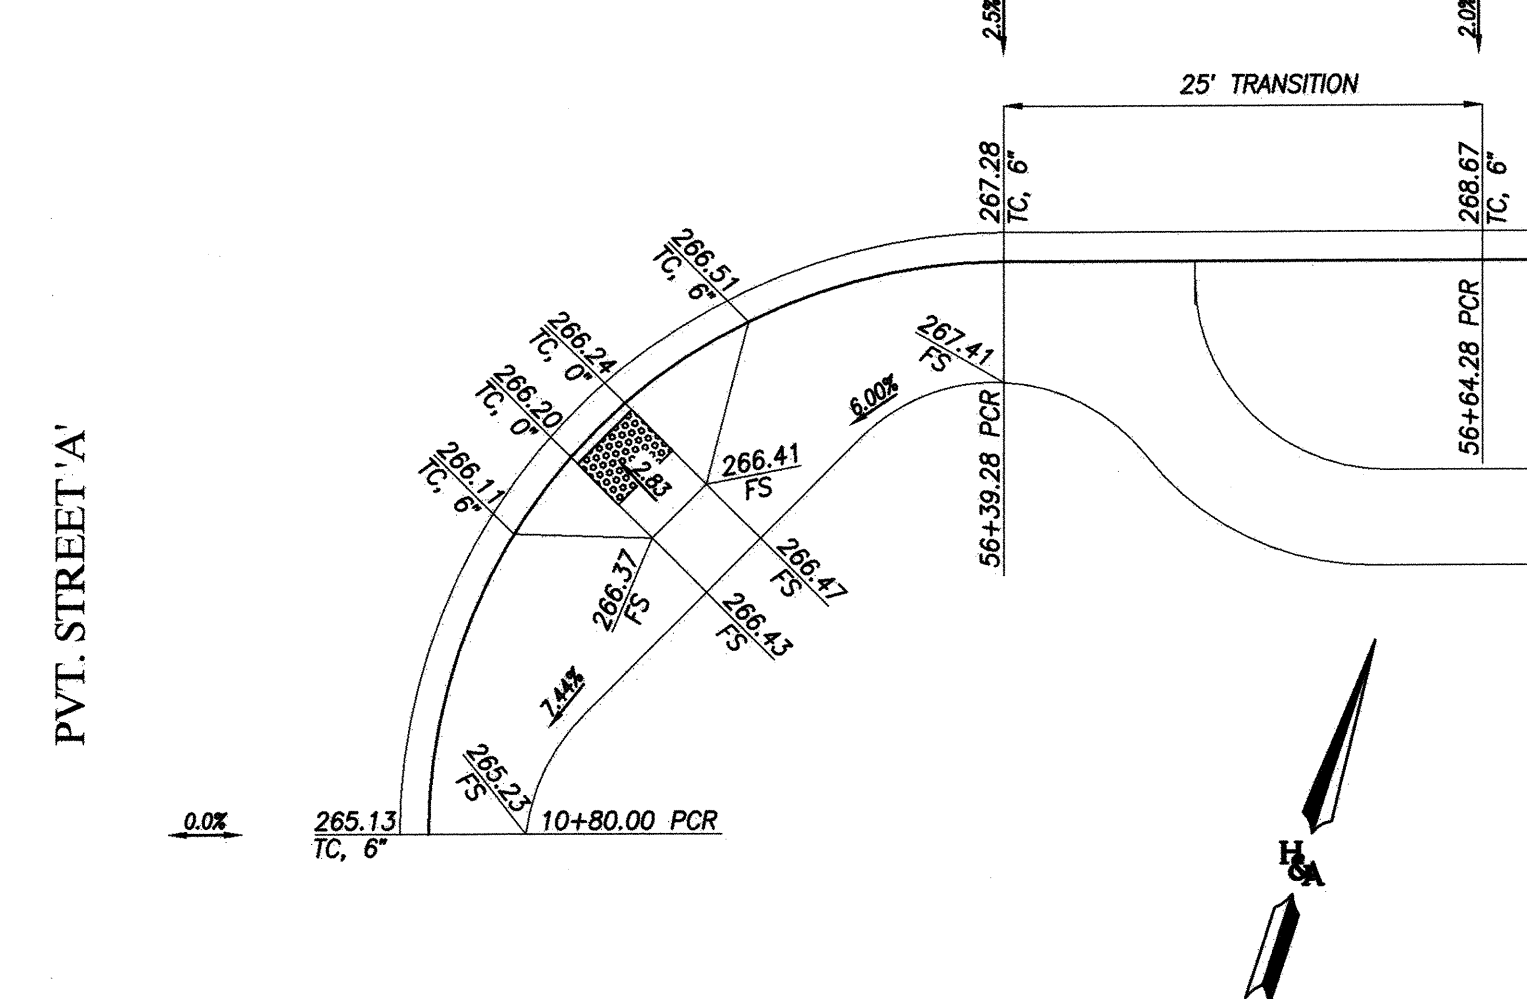 2.5%
2.0%
25' TRANSITION
267.28
TC, 6"
268.67
TC, 6"
266.51
TC, 6"
266.24
TC, 0"
266.20
TC, 0"
266.11
TC, 6"
267.41
FS
6.00%
56+39.28 PCR
56+64.28 PCR
2.83
266.41
FS
266.37
FS
266.47
FS
266.43
FS
7.44%
265.23
FS
PVT. STREET 'A'
0.0%
265.13
TC, 6"
10+80.00 PCR
H&A